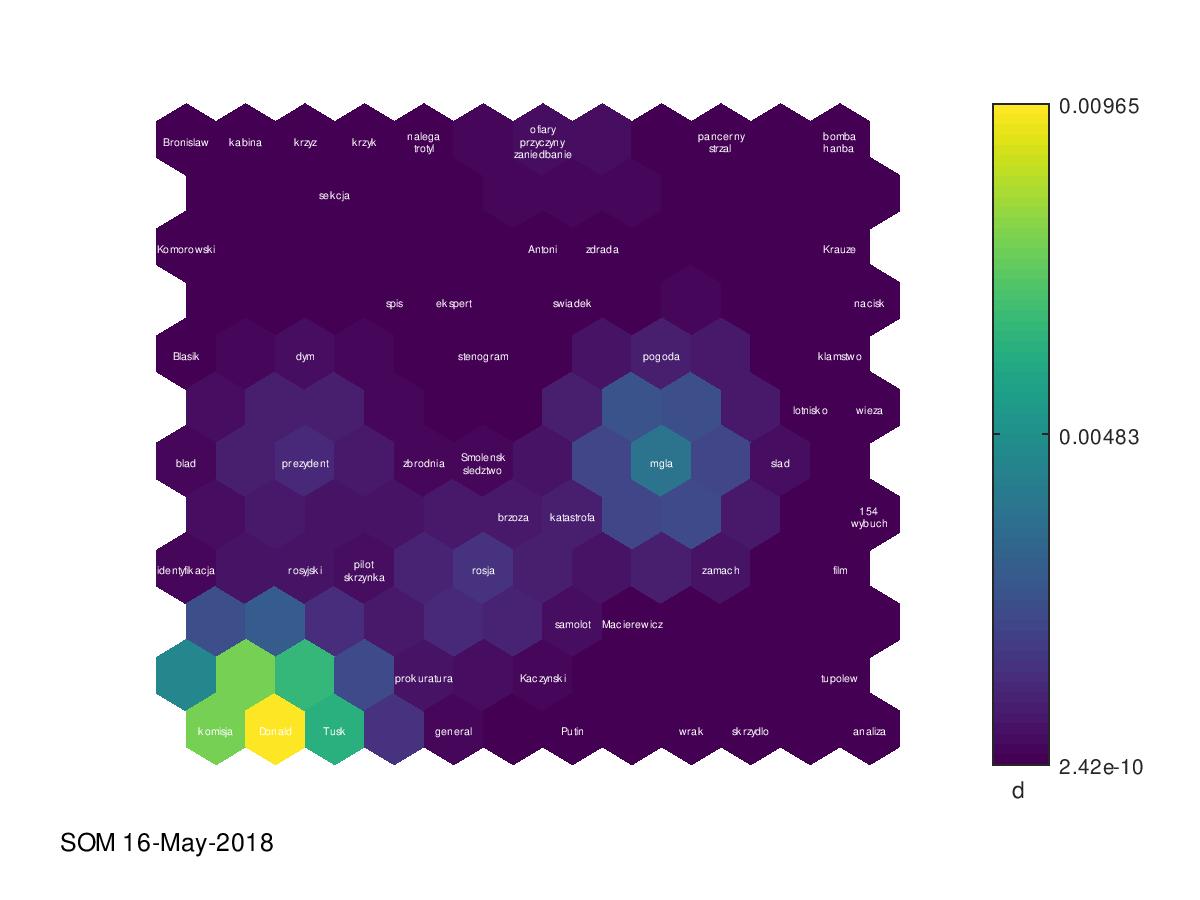 0.00965
ofiary
Bronislaw kabina krzyz krzyk nalega przyczyny pancerny bomba
trotyl zaniedbanie strzal hanba
sekcja
Komorowski Antoni zdrada Krauze
spis ekspert swiadek nacisk
Blasik dym stenogram pogoda klamstwo
lotnisko wieza
0.00483
blad prezydent zbrodnia Smolensk mgla slad
sledztwo
brzoza katastrofa 154
wybuch
identyfikacja rosyjski pilot rosja zamach film
skrzynka
samolot Macierewicz
prokuratura Kaczynski tupolew
komisja Donald Tusk general Putin wrak skrzydlo analiza
2.42e-10
d
SOM 16-May-2018